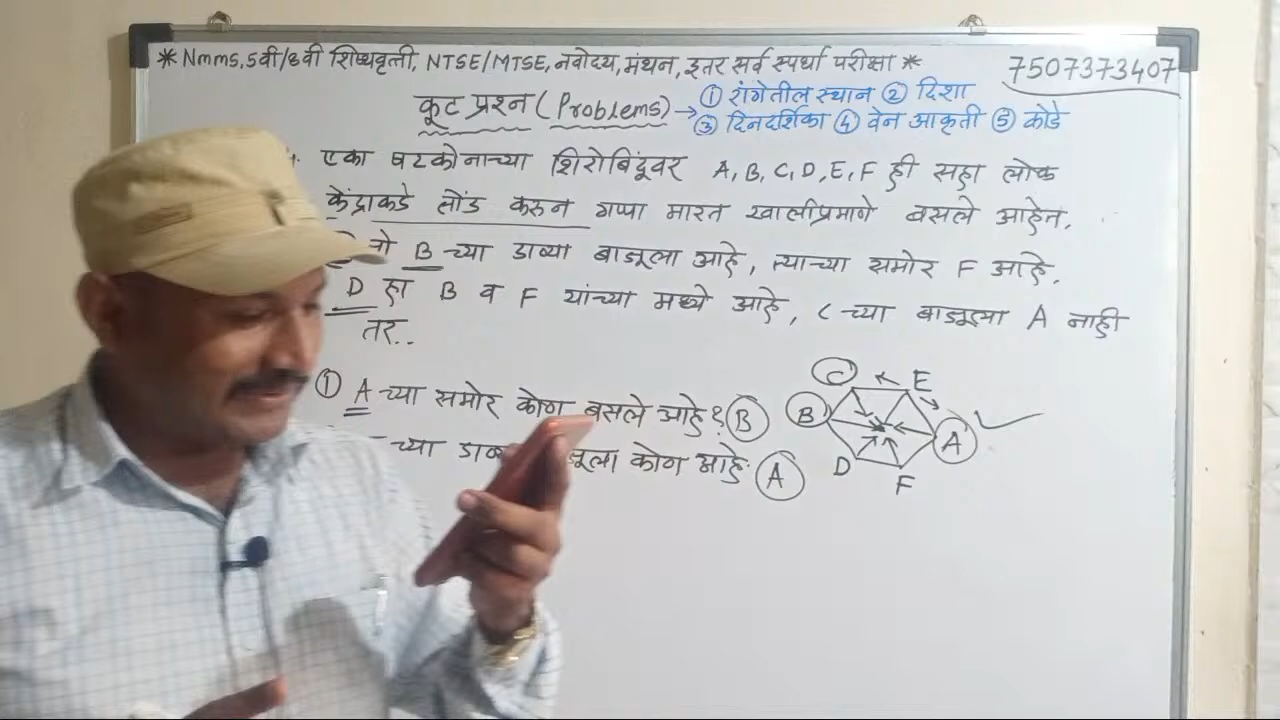 * Nmms, 5वी/8वी शिष्यवृत्ती, NTSE/MTSE, नवोदय, मंथन, इतर सर्व स्पर्धा परीक्षा *
7507373407
कूट प्रश्न (Problems) → ① रांगेतील स्थान ② दिशा
③ दिनदर्शिका ④ वेन आकृती ⑤ कोडे
एका षटकोनाच्या शिरोबिंदूवर A, B, C, D, E, F ही सहा लोक
केंद्राकडे तोंड करुन गप्पा मारत खालीप्रमाणे बसले आहेत.
जो B च्या डाव्या बाजूला आहे, त्याच्या समोर F आहे.
D हा B व F यांच्या मध्ये आहे, C च्या बाजूला A नाही
तर..
① A च्या समोर कोण बसले आहे? B
च्या डाव्या बाजूला कोण आहे. A
C E
B A
D F